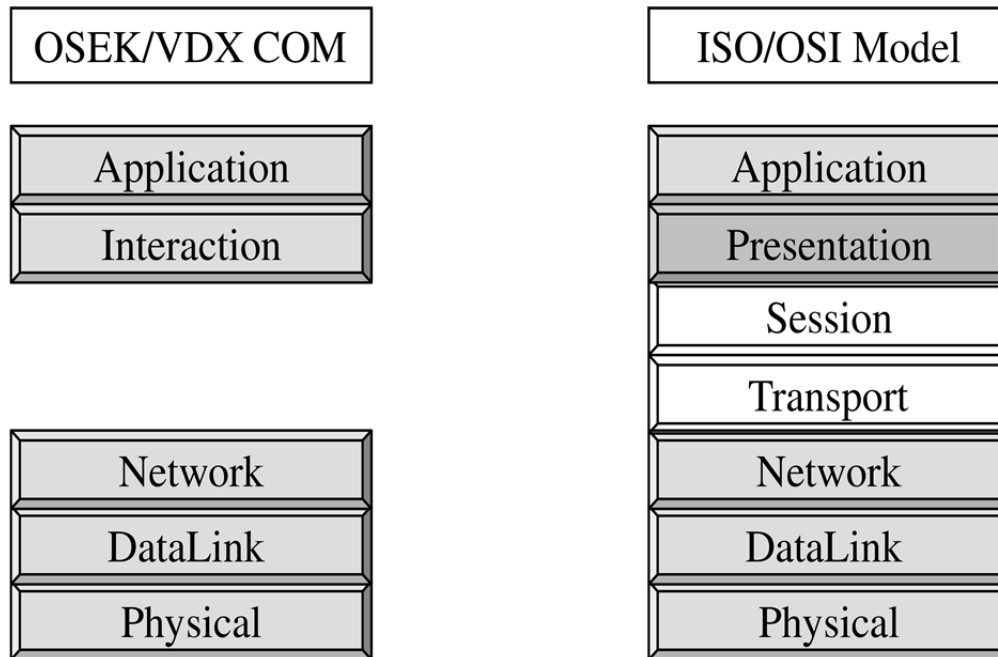 OSEK/VDX COM
ISO/OSI Model
Application
Application
Interaction
Presentation
Session
Transport
Network
Network
DataLink
DataLink
Physical
Physical